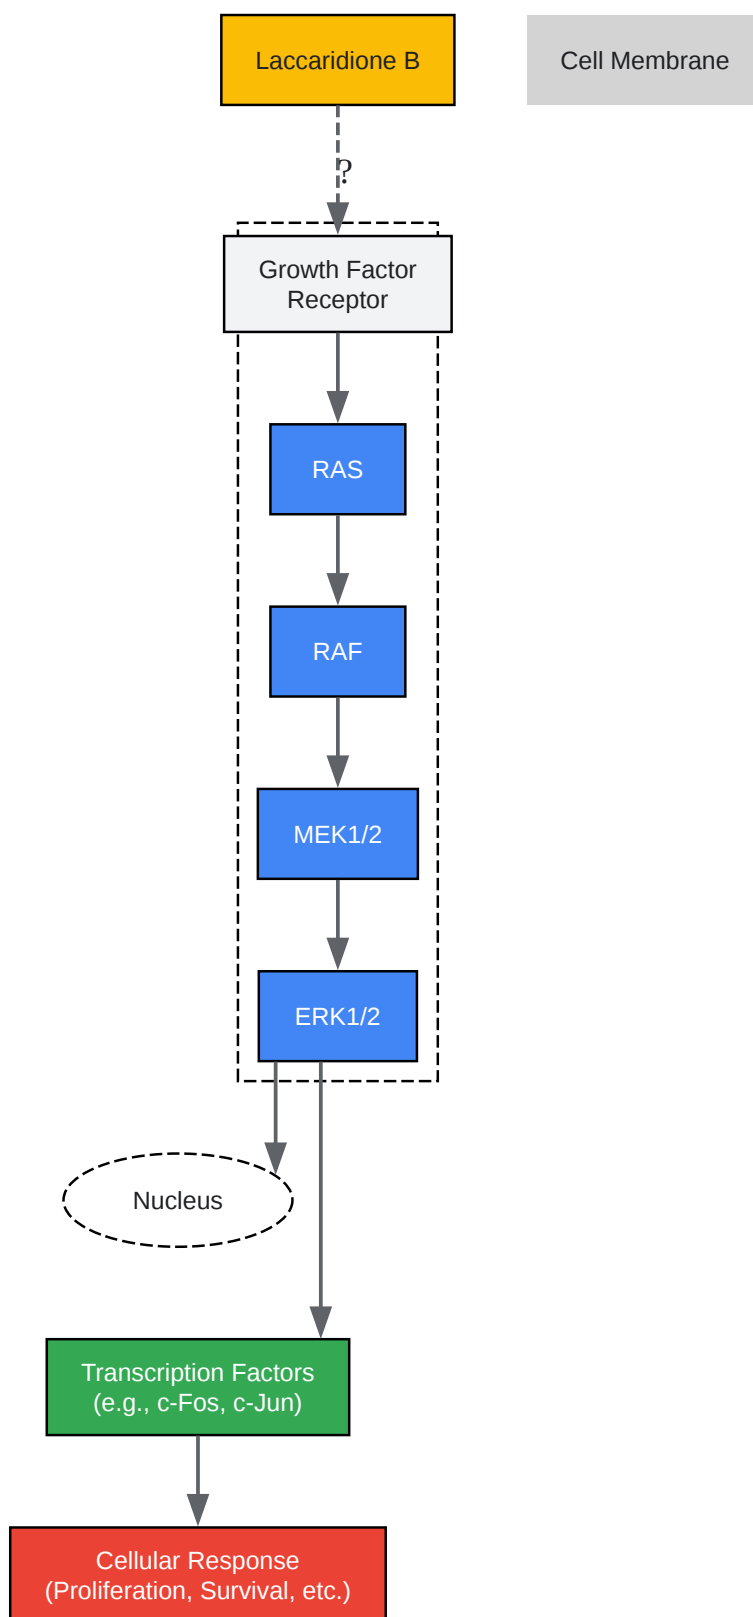 Laccaridione B
Cell Membrane
?
Growth Factor
Receptor
RAS
RAF
MEK1/2
ERK1/2
Nucleus
Transcription Factors
(e.g., c-Fos, c-Jun)
Cellular Response
(Proliferation, Survival, etc.)